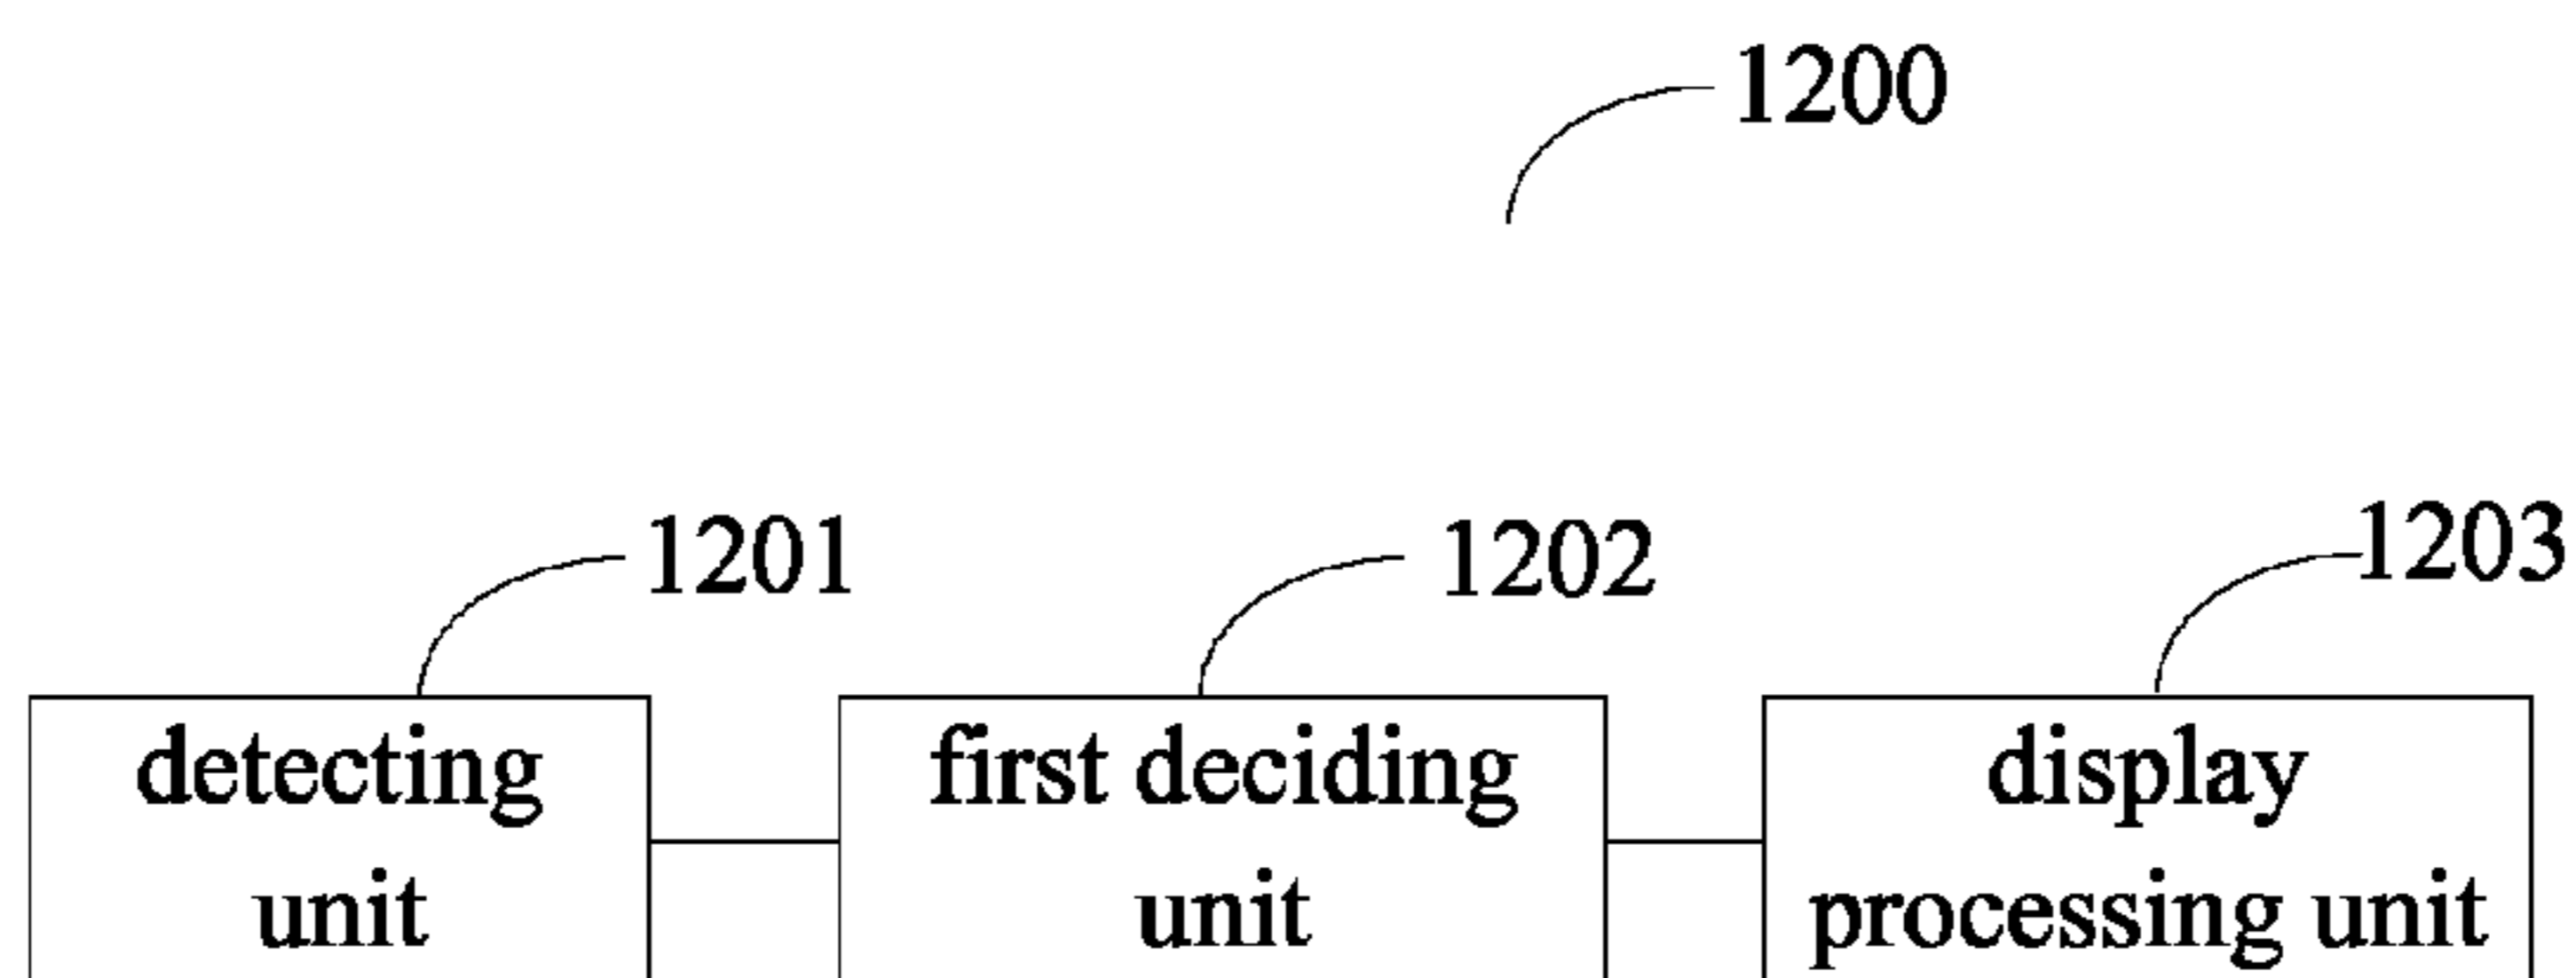 1200
1201
1202
1203
detecting
unit
first deciding
unit
display
processing unit